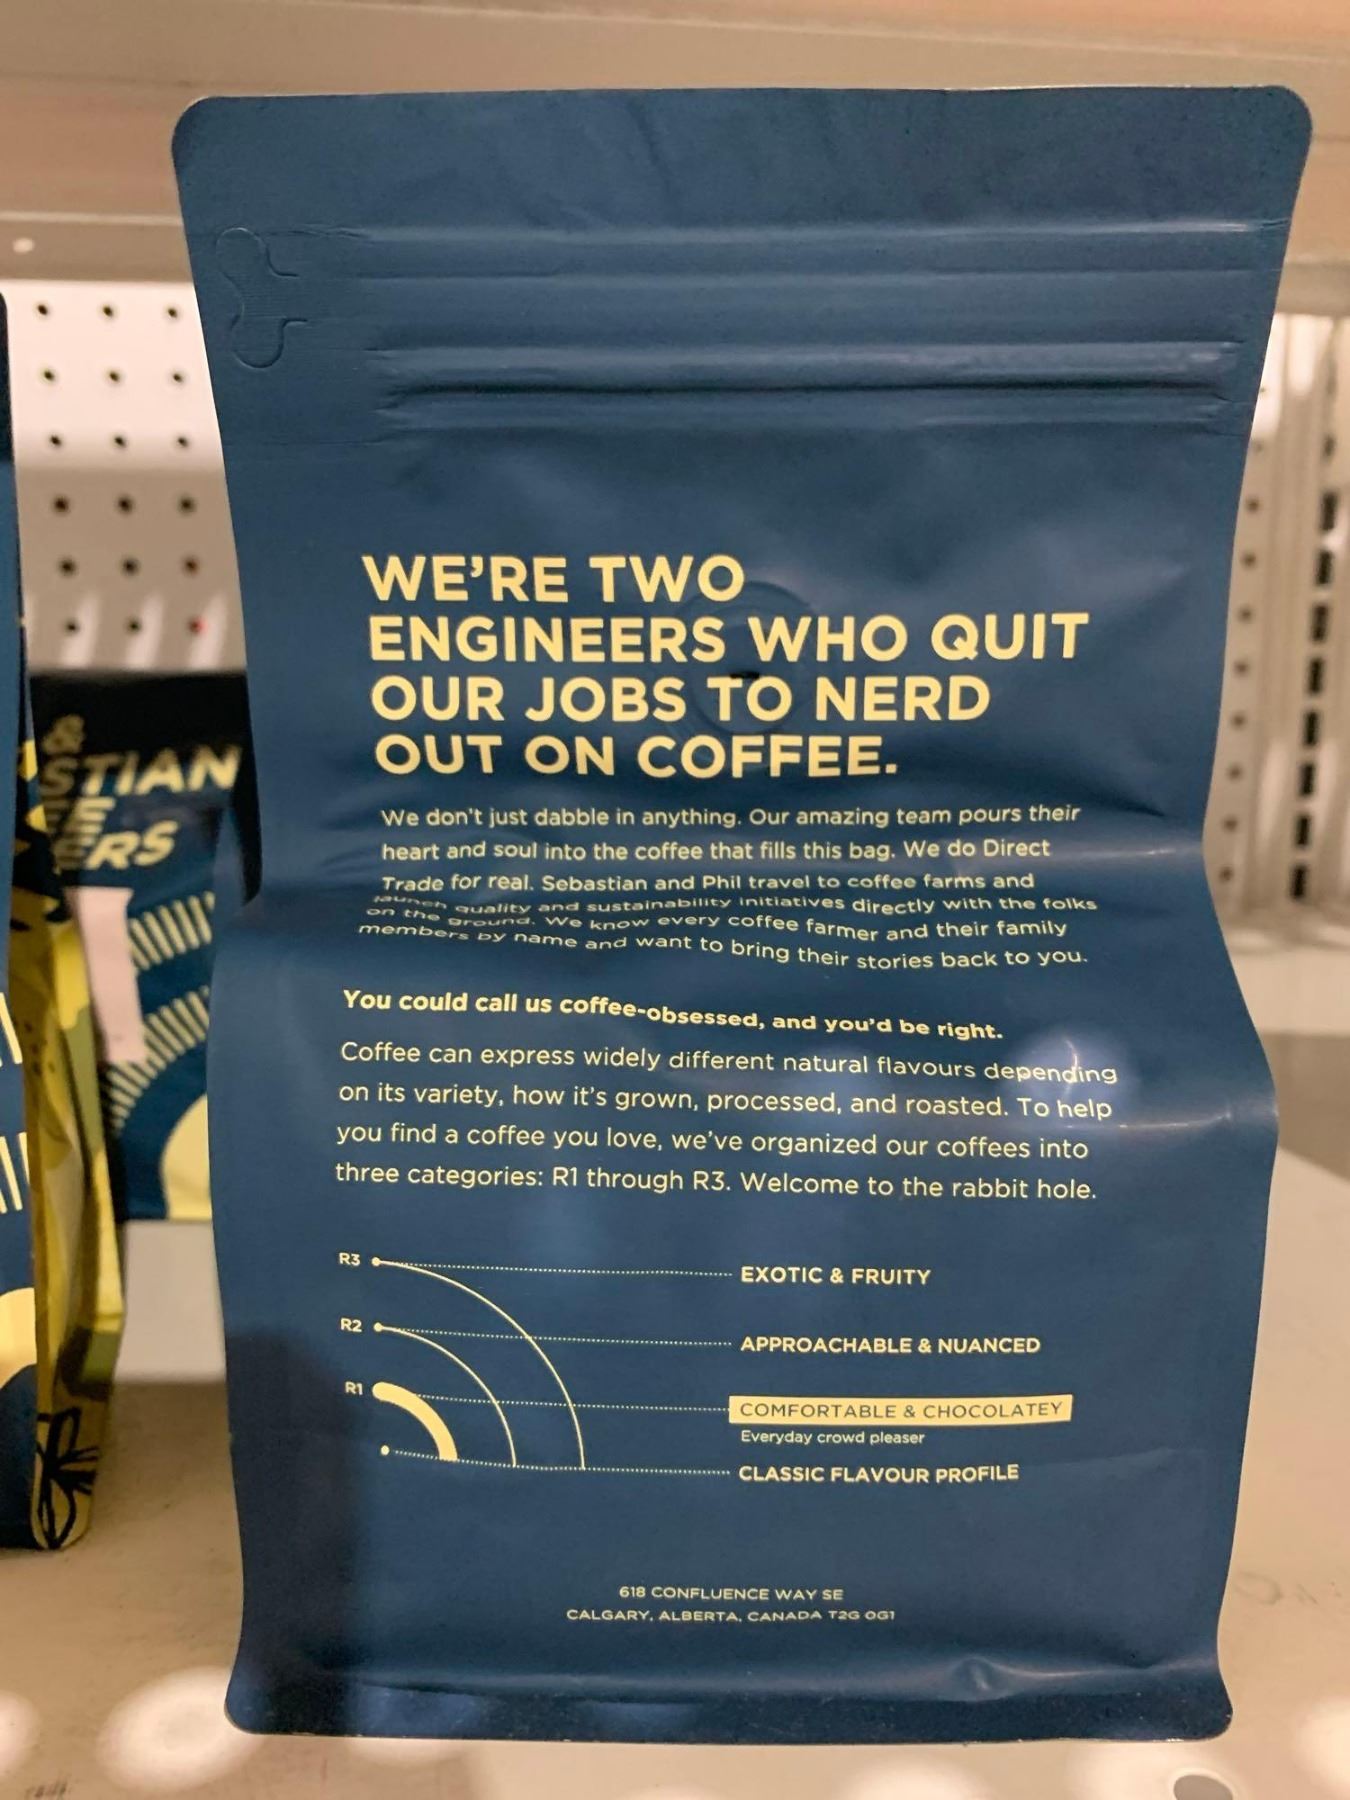 WE'RE TWO
ENGINEERS WHO QUIT
OUR JOBS TO NERD
OUT ON COFFEE.
We don't just dabble in anything. Our amazing team pours their
heart and soul into the coffee that fills this bag. We do Direct
Trade for real. Sebastian and Phil travel to coffee farms and
launch quality and sustainability initiatives directly with the folks
on the ground. We know every coffee farmer and their family
members by name and want to bring their stories back to you.
You could call us coffee-obsessed, and you'd be right.
Coffee can express widely different natural flavours depending
on its variety, how it's grown, processed, and roasted. To help
you find a coffee you love, we've organized our coffees into
three categories: R1 through R3. Welcome to the rabbit hole.
R3 EXOTIC & FRUITY
R2 APPROACHABLE & NUANCED
R1 COMFORTABLE & CHOCOLATEY
Everyday crowd pleaser
CLASSIC FLAVOUR PROFILE
618 CONFLUENCE WAY SE
CALGARY, ALBERTA, CANADA T2G 0G1
&
STIAN